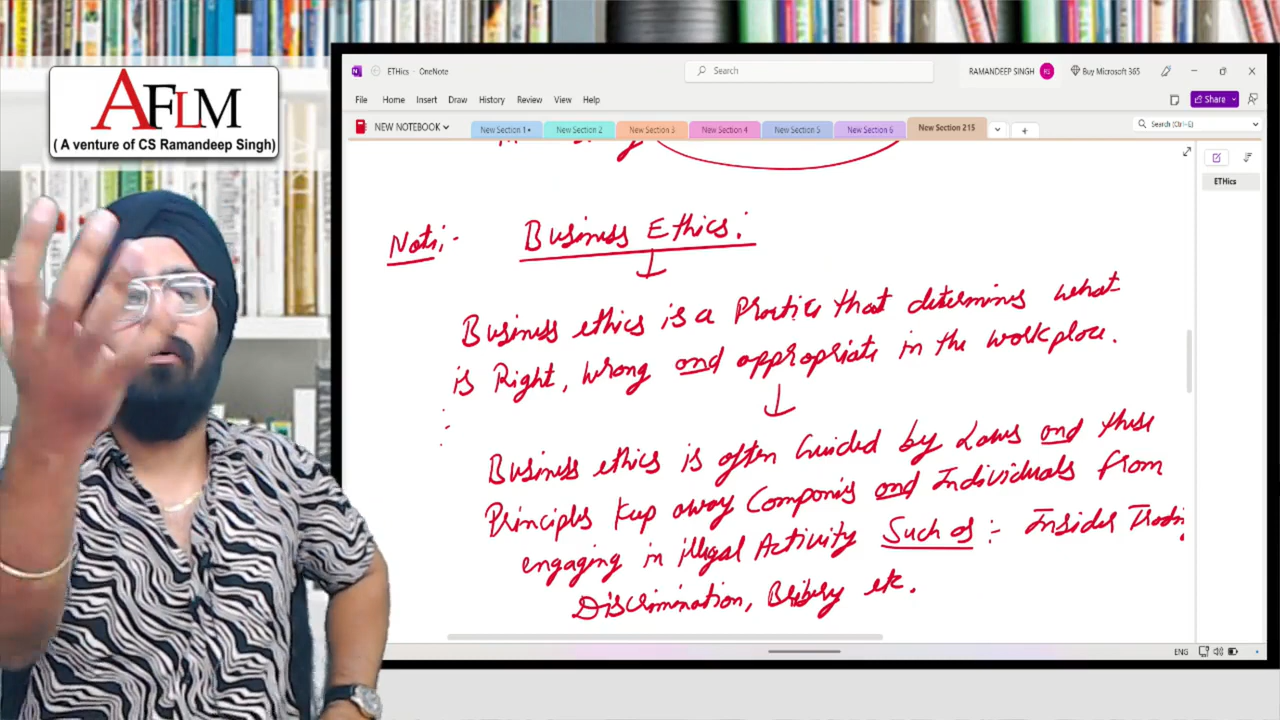 AFLM
( A venture of CS Ramandeep Singh)
ETHics - OneNote
Search
RAMANDEEP SINGH
RS
Buy Microsoft 365
File Home Insert Draw History Review View Help
Share
NEW NOTEBOOK
New Section 1
New Section 2
New Section 3
New Section 4
New Section 5
New Section 6
New Section 215
Search (Ctrl+E)
ETHics
Note:-
Business Ethics:
Business ethics is a Practice that determines what
is Right, Wrong and appropriate in the workplace.
Business ethics is often Guided by Laws and these
Principles keep away Companies and Individuals from
engaging in illegal Activity Such as :- Insider
Discrimination, Bribery etc.
ENG